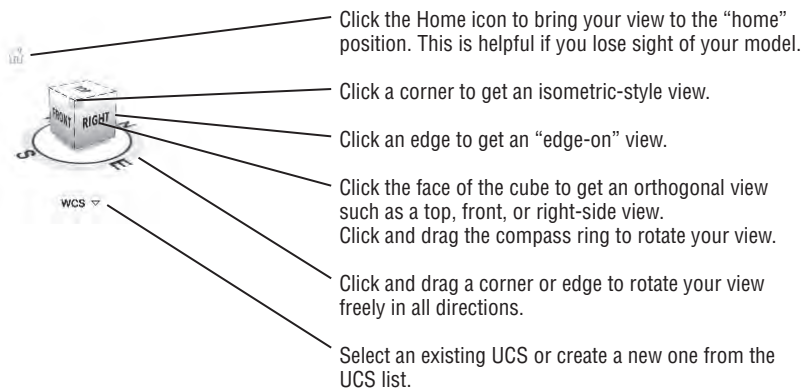 Click the Home icon to bring your view to the “home”
position. This is helpful if you lose sight of your model.
Click a corner to get an isometric-style view.
Click an edge to get an “edge-on” view.
Click the face of the cube to get an orthogonal view
such as a top, front, or right-side view.
Click and drag the compass ring to rotate your view.
Click and drag a corner or edge to rotate your view
freely in all directions.
Select an existing UCS or create a new one from the
UCS list.
TOP
FRONT
RIGHT
N
S
E
WCS